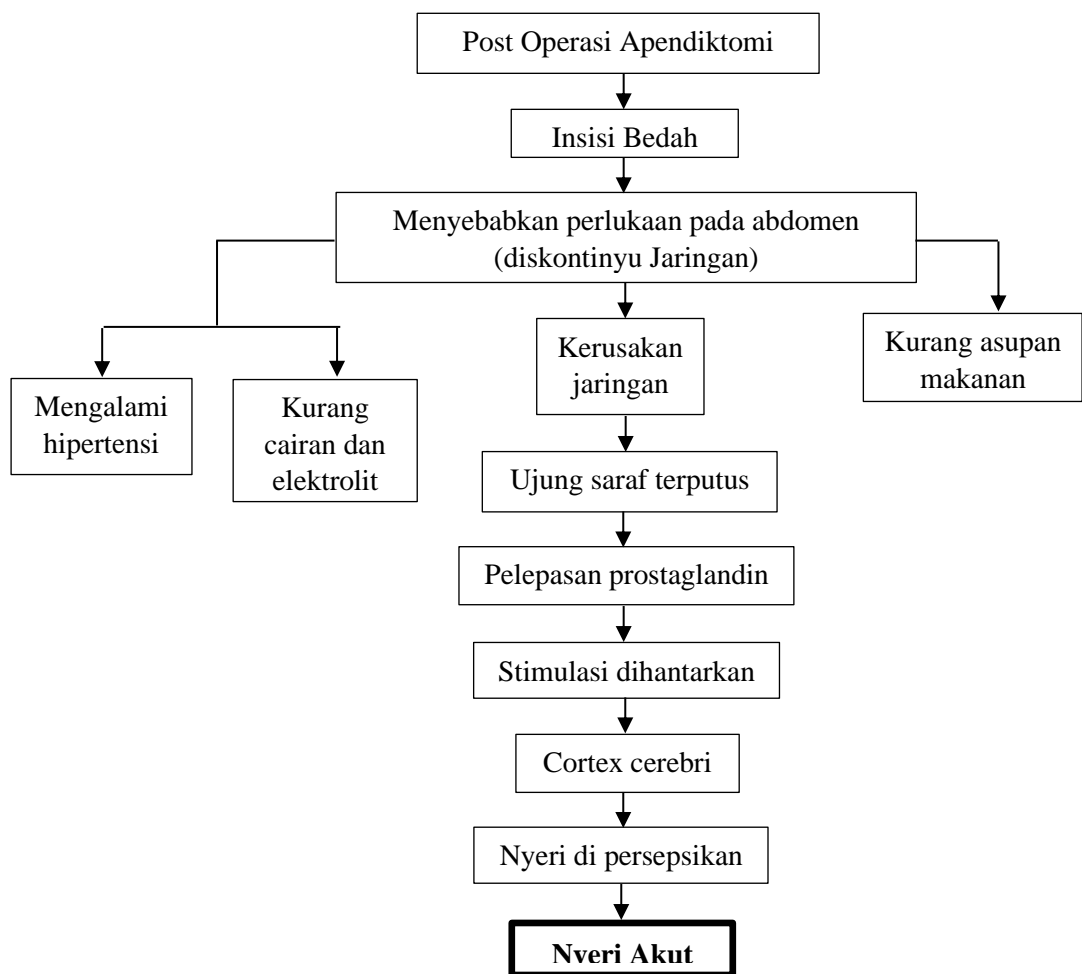 Post Operasi Apendiktomi
Insisi Bedah
Menyebabkan perlukaan pada abdomen
(diskontinyu Jaringan)
Mengalami
hipertensi
Kurang
cairan dan
elektrolit
Kerusakan
jaringan
Kurang asupan
makanan
Ujung saraf terputus
Pelepasan prostaglandin
Stimulasi dihantarkan
Cortex cerebri
Nyeri di persepsikan
Nyeri Akut